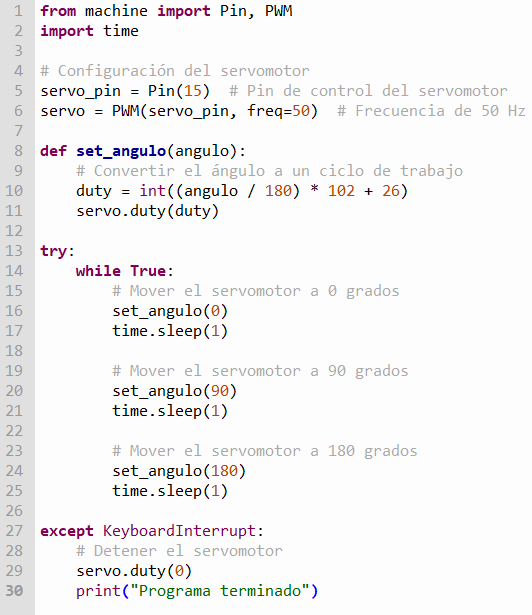 1 from machine import Pin, PWM
2 import time
3
4 # Configuración del servomotor
5 servo_pin = Pin(15)  # Pin de control del servomotor
6 servo = PWM(servo_pin, freq=50)  # Frecuencia de 50 Hz
7
8 def set_angulo(angulo):
9     # Convertir el ángulo a un ciclo de trabajo
10     duty = int((angulo / 180) * 102 + 26)
11     servo.duty(duty)
12
13 try:
14     while True:
15         # Mover el servomotor a 0 grados
16         set_angulo(0)
17         time.sleep(1)
18
19         # Mover el servomotor a 90 grados
20         set_angulo(90)
21         time.sleep(1)
22
23         # Mover el servomotor a 180 grados
24         set_angulo(180)
25         time.sleep(1)
26
27 except KeyboardInterrupt:
28     # Detener el servomotor
29     servo.duty(0)
30     print("Programa terminado")